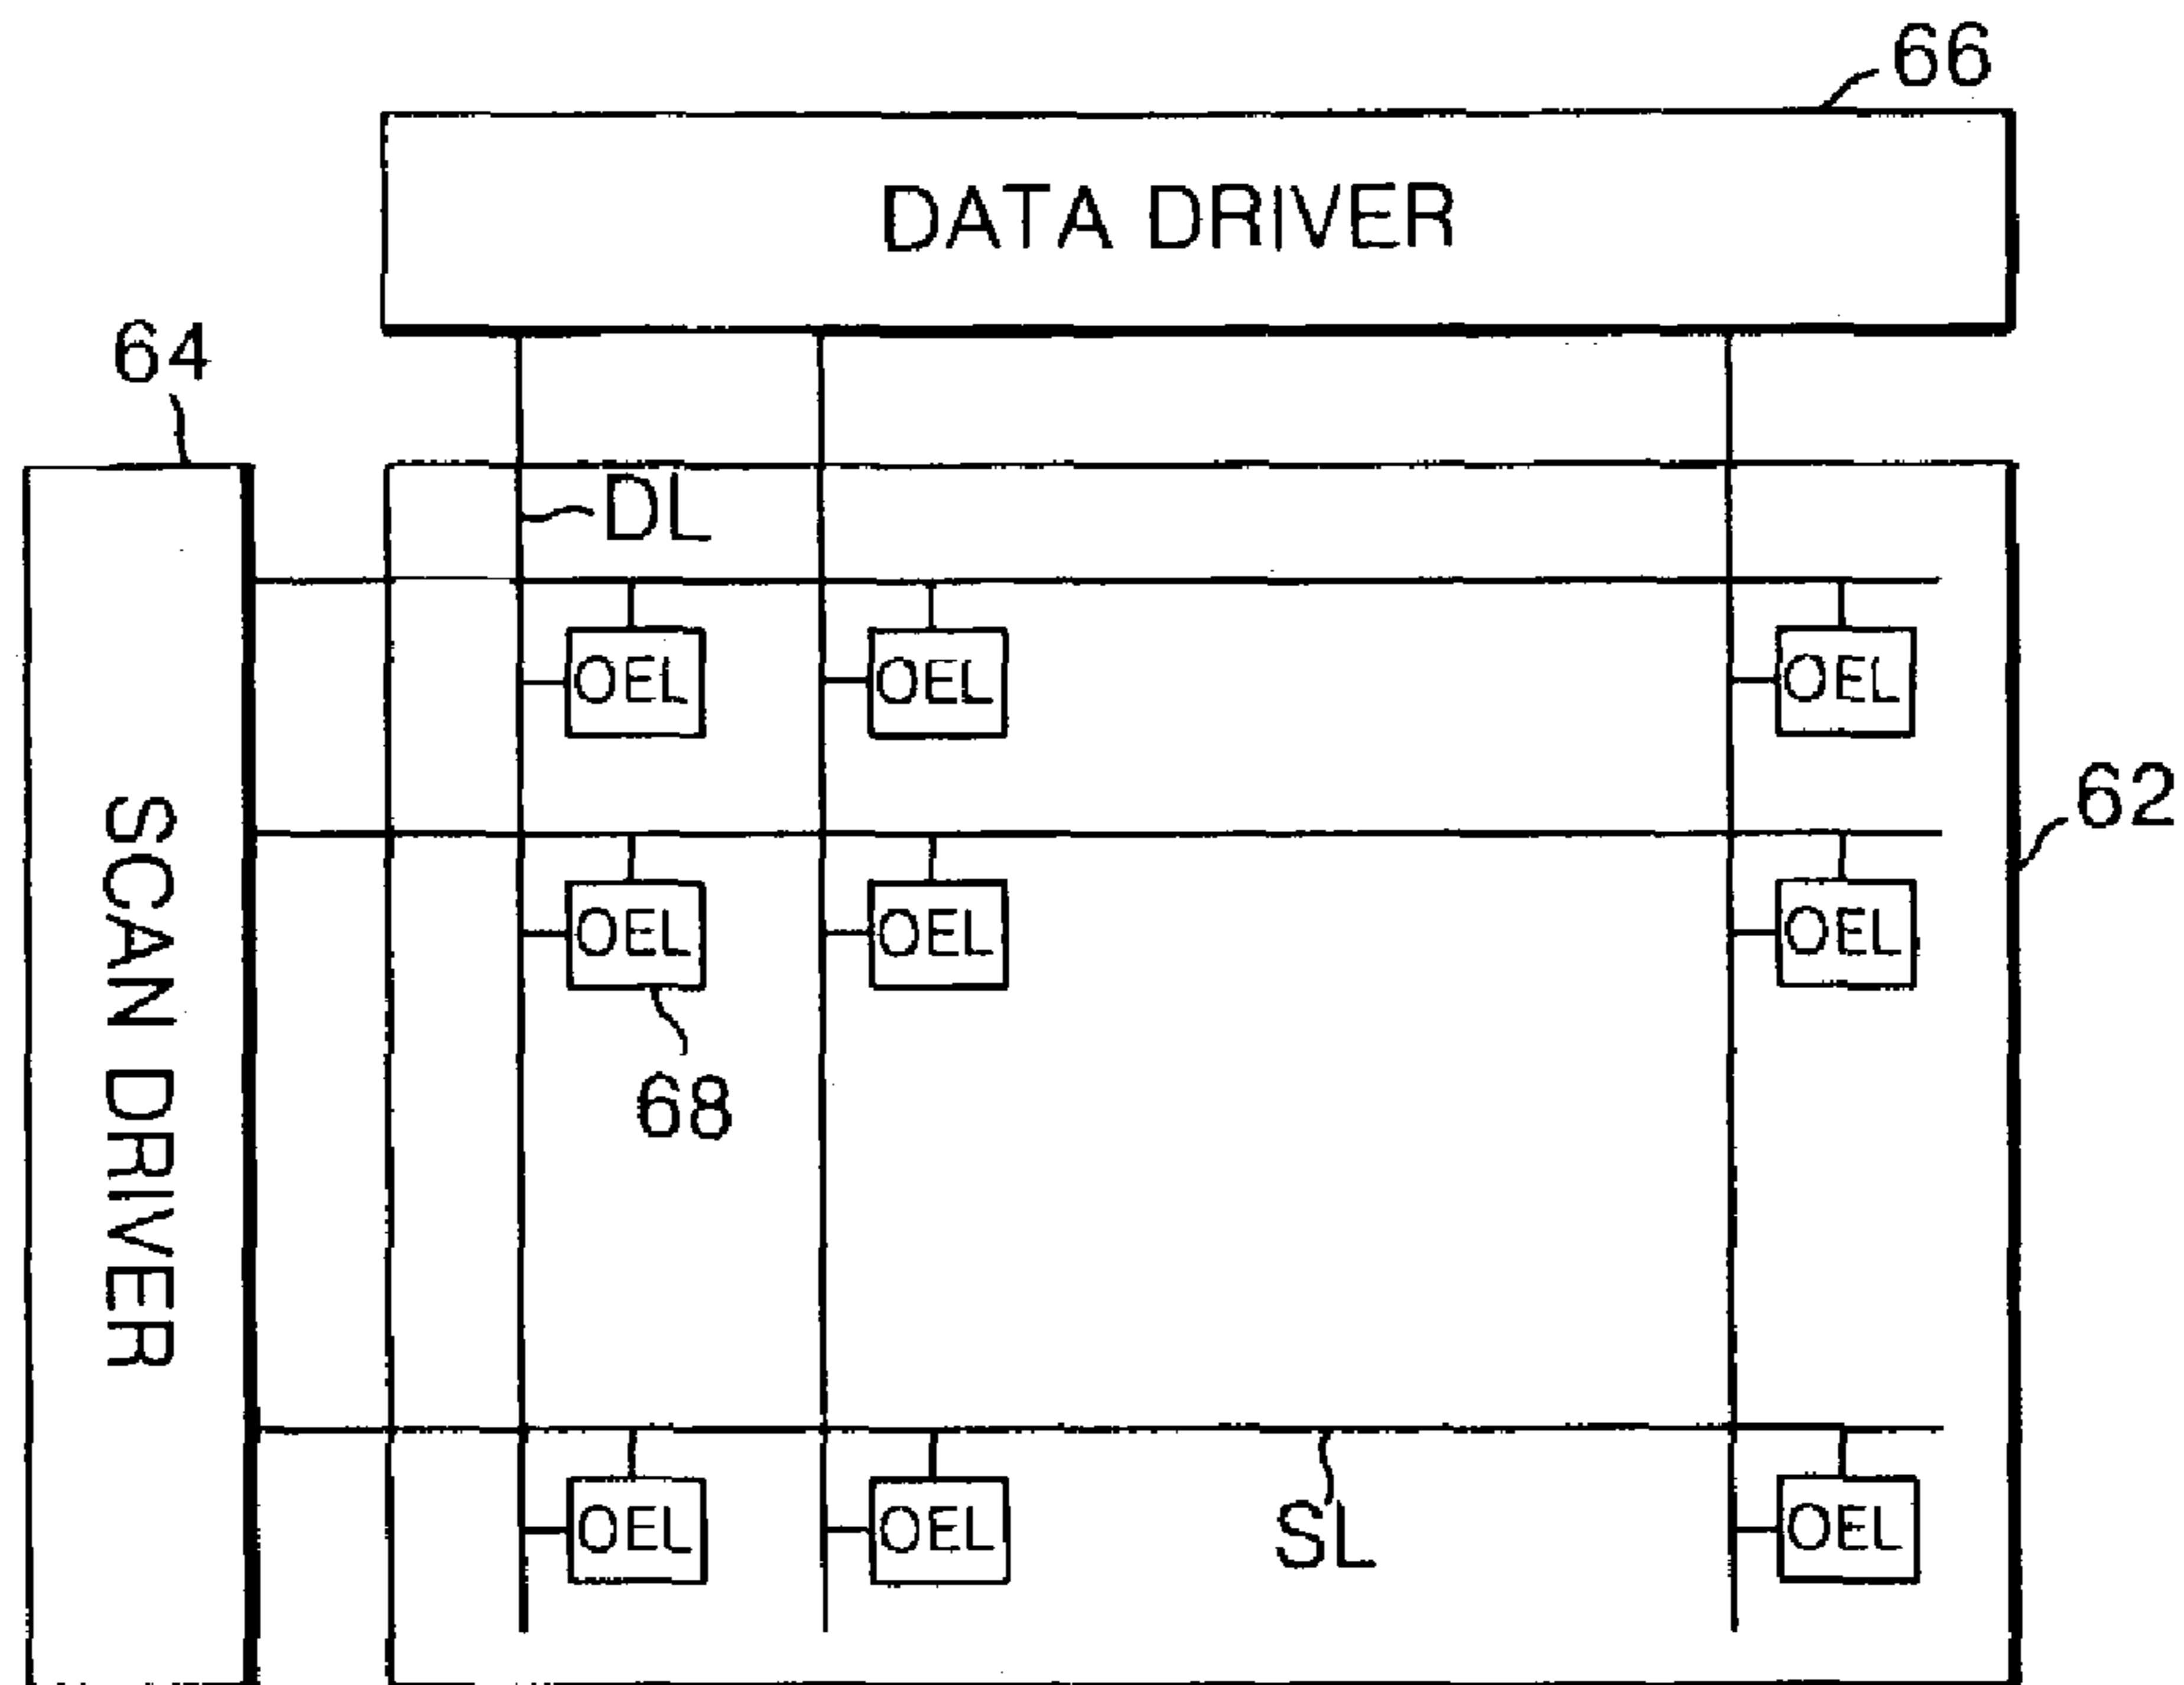 66
DATA DRIVER
64
DL
OEL OEL OEL
62
SCAN DRIVER
OEL OEL OEL
68
OEL OEL SL OEL